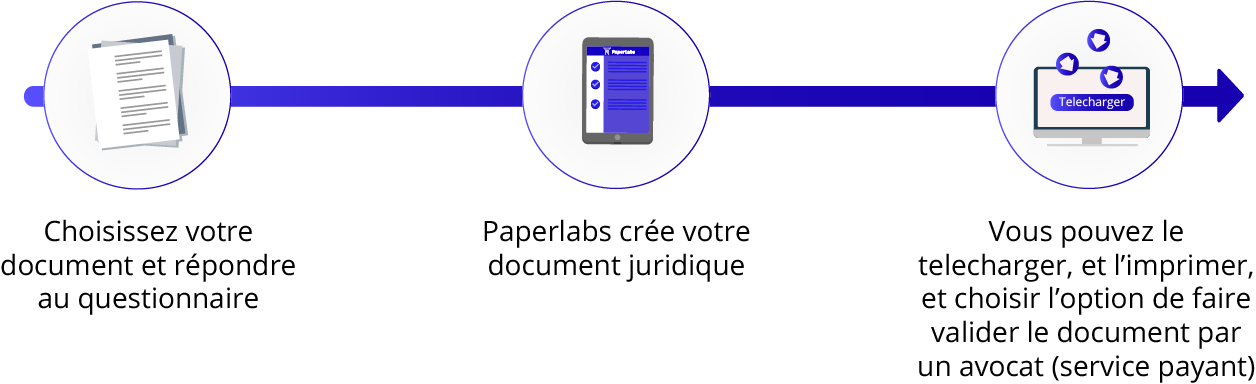 PaperLabs
Telecharger
Choisissez votre
document et répondre
au questionnaire
Paperlabs crée votre
document juridique
Vous pouvez le
telecharger, et l’imprimer,
et choisir l’option de faire
valider le document par
un avocat (service payant)